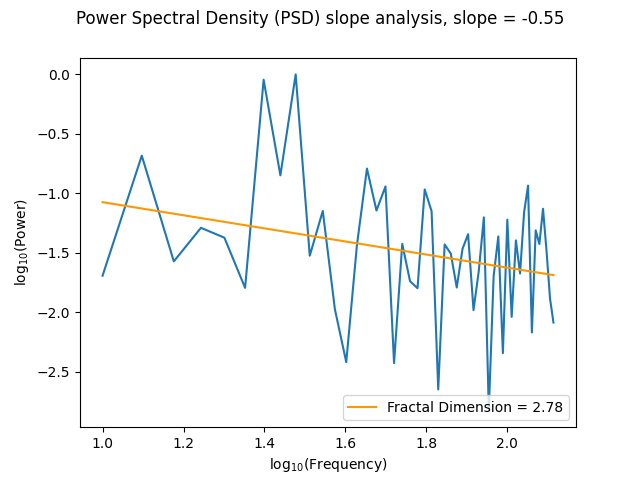 Power Spectral Density (PSD) slope analysis, slope = -0.55
0.0
−0.5
−1.0
−1.5
−2.0
−2.5
log₁₀(Power)
Fractal Dimension = 2.78
1.0 1.2 1.4 1.6 1.8 2.0
log₁₀(Frequency)